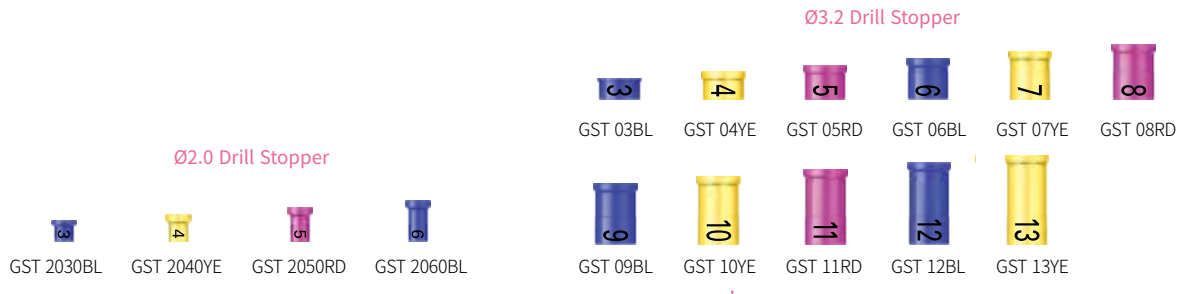 Ø3.2 Drill Stopper
3 4 5 6 7 8
GST 03BL GST 04YE GST 05RD GST 06BL GST 07YE GST 08RD
9 10 11 12 13
GST 09BL GST 10YE GST 11RD GST 12BL GST 13YE
Ø2.0 Drill Stopper
3 4 5 6
GST 2030BL GST 2040YE GST 2050RD GST 2060BL